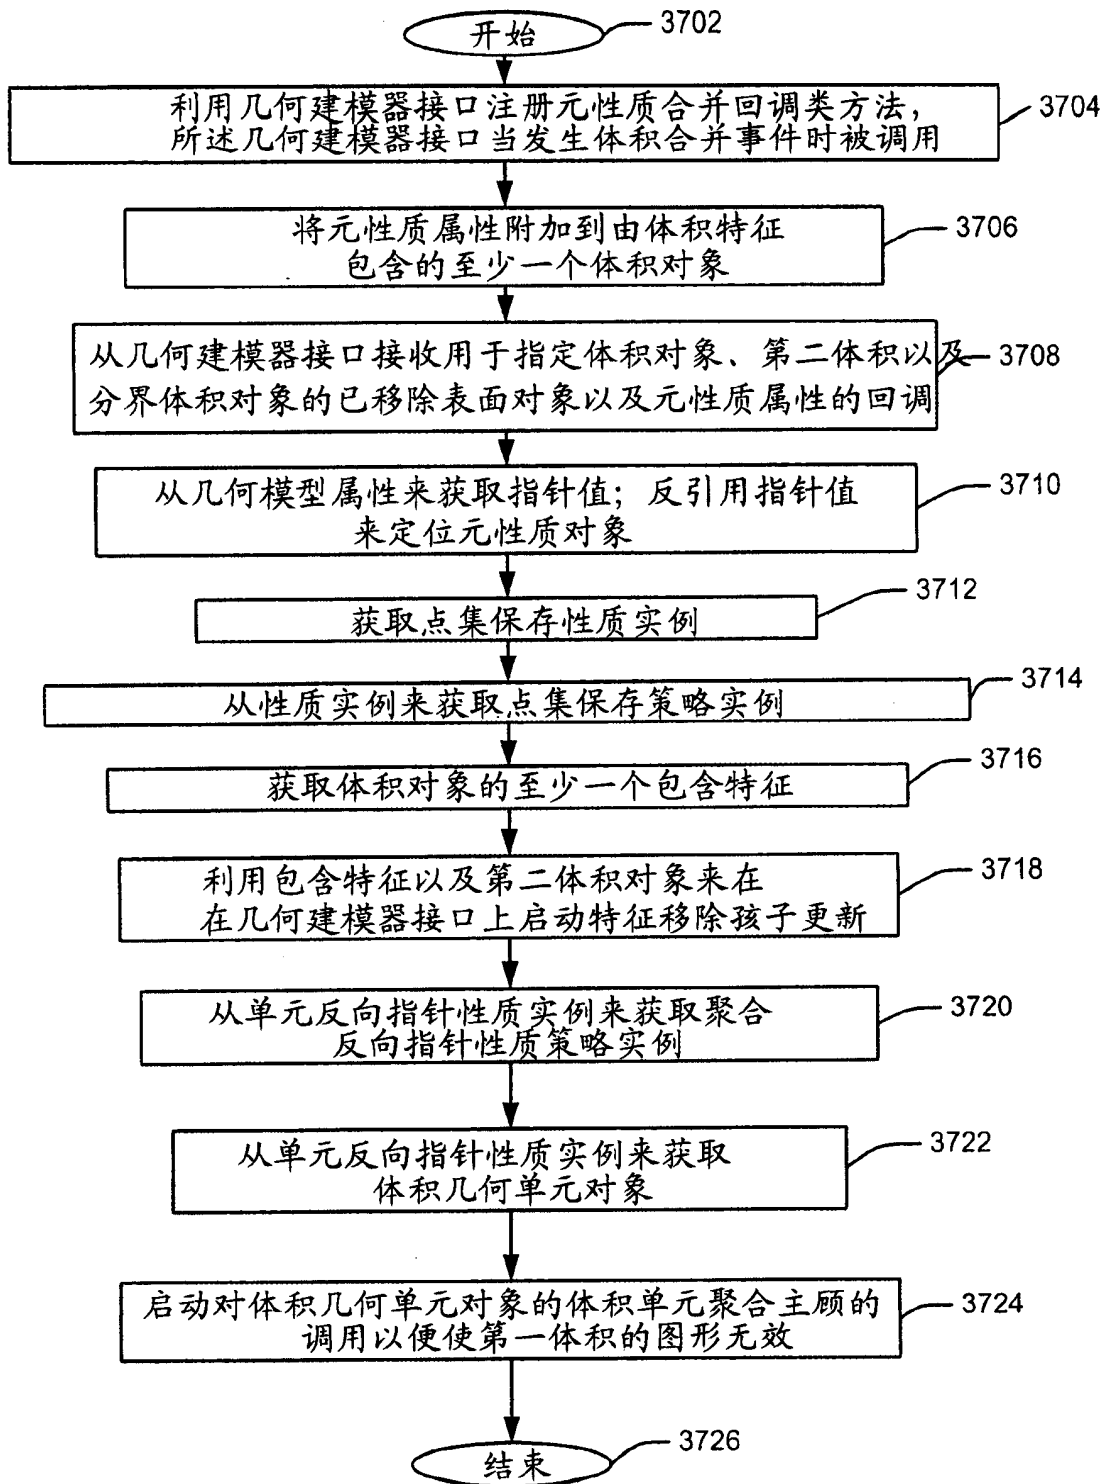 开始
3702
利用几何建模器接口注册元性质合并回调类方法,
所述几何建模器接口当发生体积合并事件时被调用
3704
将元性质属性附加到由体积特征
包含的至少一个体积对象
3706
从几何建模器接口接收用于指定体积对象、第二体积以及
分界体积对象的已移除表面对象以及元性质属性的回调
3708
从几何模型属性来获取指针值；反引用指针值
来定位元性质对象
3710
获取点集保存性质实例
3712
从性质实例来获取点集保存策略实例
3714
获取体积对象的至少一个包含特征
3716
利用包含特征以及第二体积对象来在
在几何建模器接口上启动特征移除孩子更新
3718
从单元反向指针性质实例来获取聚合
反向指针性质策略实例
3720
从单元反向指针性质实例来获取
体积几何单元对象
3722
启动对体积几何单元对象的体积单元聚合主顾的
调用以便使第一体积的图形无效
3724
结束
3726